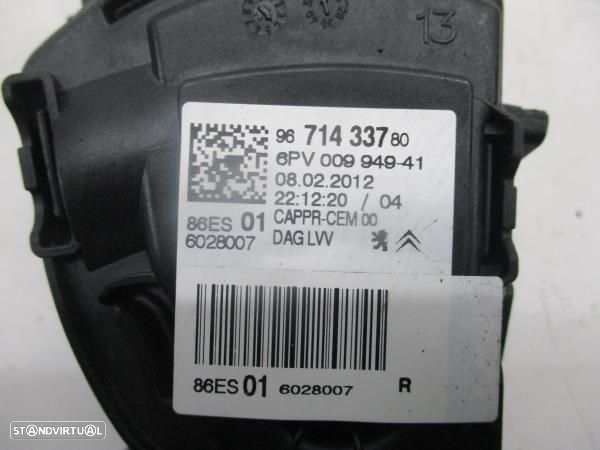 13
96 714 337 80
6PV 009 949-41
08.02.2012
22:12:20 / 04
86ES 01 CAPPR-CEM 00
6028007 DAG LVV
86ES 01 6028007 R
STANDVIRTUAL